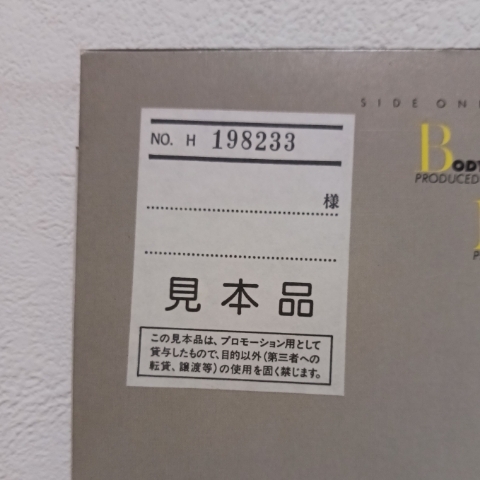 NO. H 198233
様
見本品
この見本品は、プロモーション用として
貸与したもので、目的以外(第三者への
転貸、譲渡等)の使用を固く禁じます。
SIDE ON
BODY
PRODUCED
P